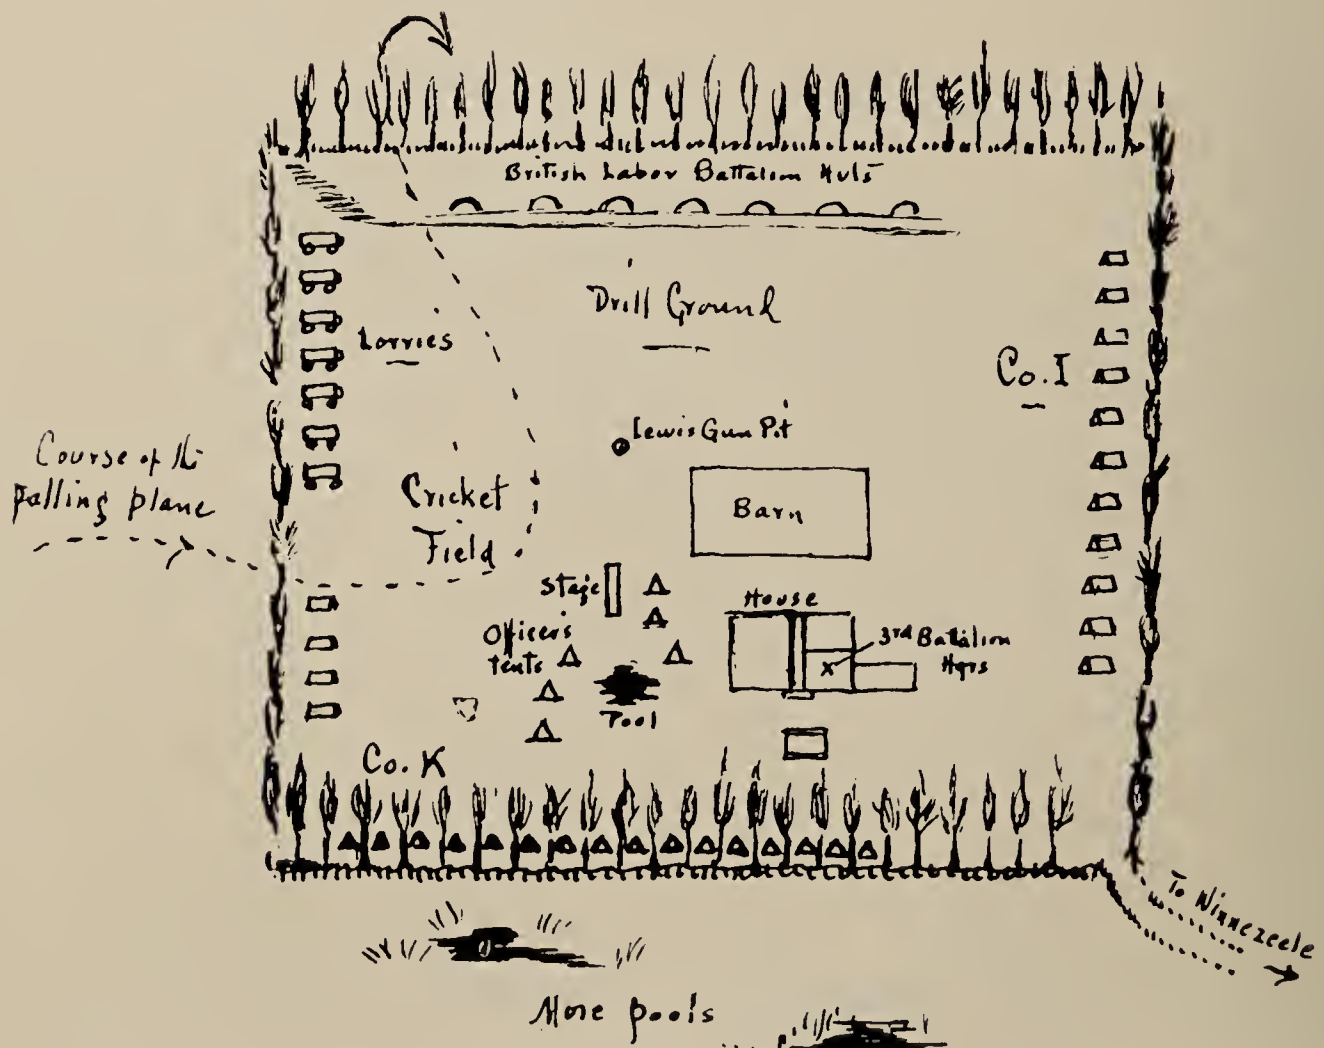 British Labor Battalion Huts
Drill Ground
Lorries
Co. I
Lewis Gun Pit
Course of the
falling plane
Cricket
Field
Barn
Stage
House
Officers
tents
3rd Battalion
Hqrs
x
Pool
Co. K
To Winnezeele
More pools